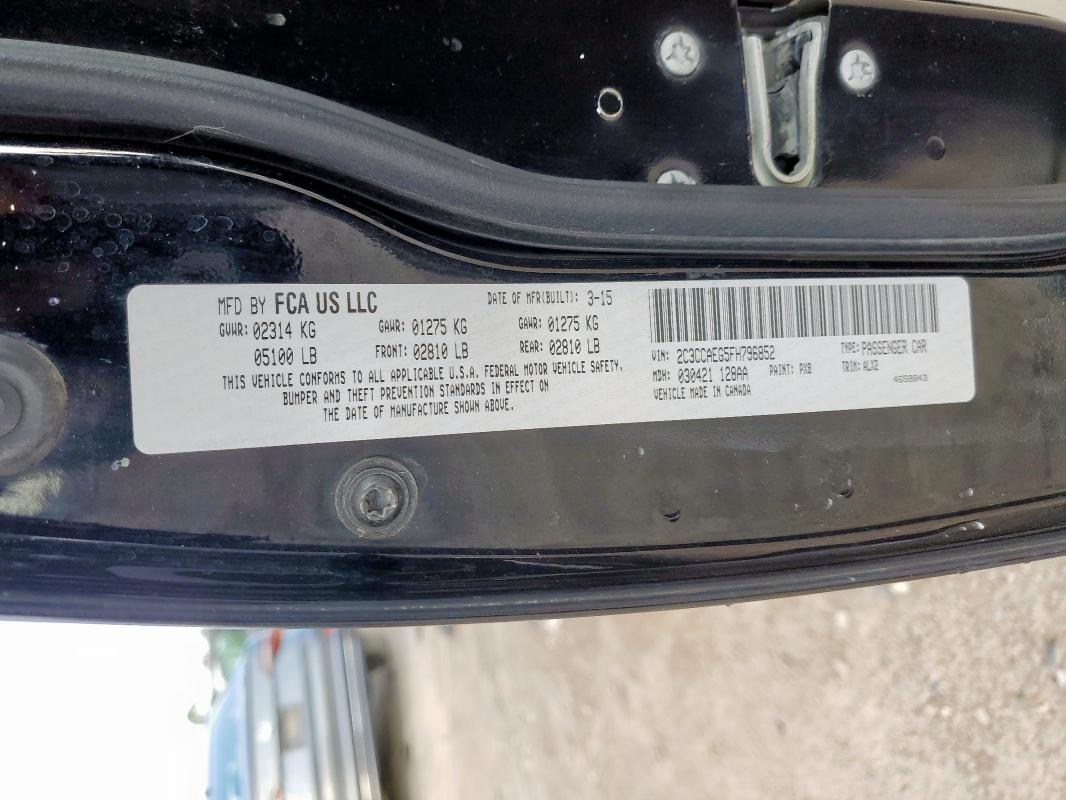 MFD BY FCA US LLC DATE OF MFR(BUILT): 3-15
GVWR: 02314 KG GAWR: 01275 KG GAWR: 01275 KG
05100 LB FRONT: 02810 LB REAR: 02810 LB
THIS VEHICLE CONFORMS TO ALL APPLICABLE U.S.A. FEDERAL MOTOR VEHICLE SAFETY,
BUMPER AND THEFT PREVENTION STANDARDS IN EFFECT ON
THE DATE OF MANUFACTURE SHOWN ABOVE.
VIN: 2C3CCAEG5FH796852 TYPE: PASSENGER CAR
MDH: 030421 128AA PAINT: PX8 TRIM: ALX2
VEHICLE MADE IN CANADA 4658843